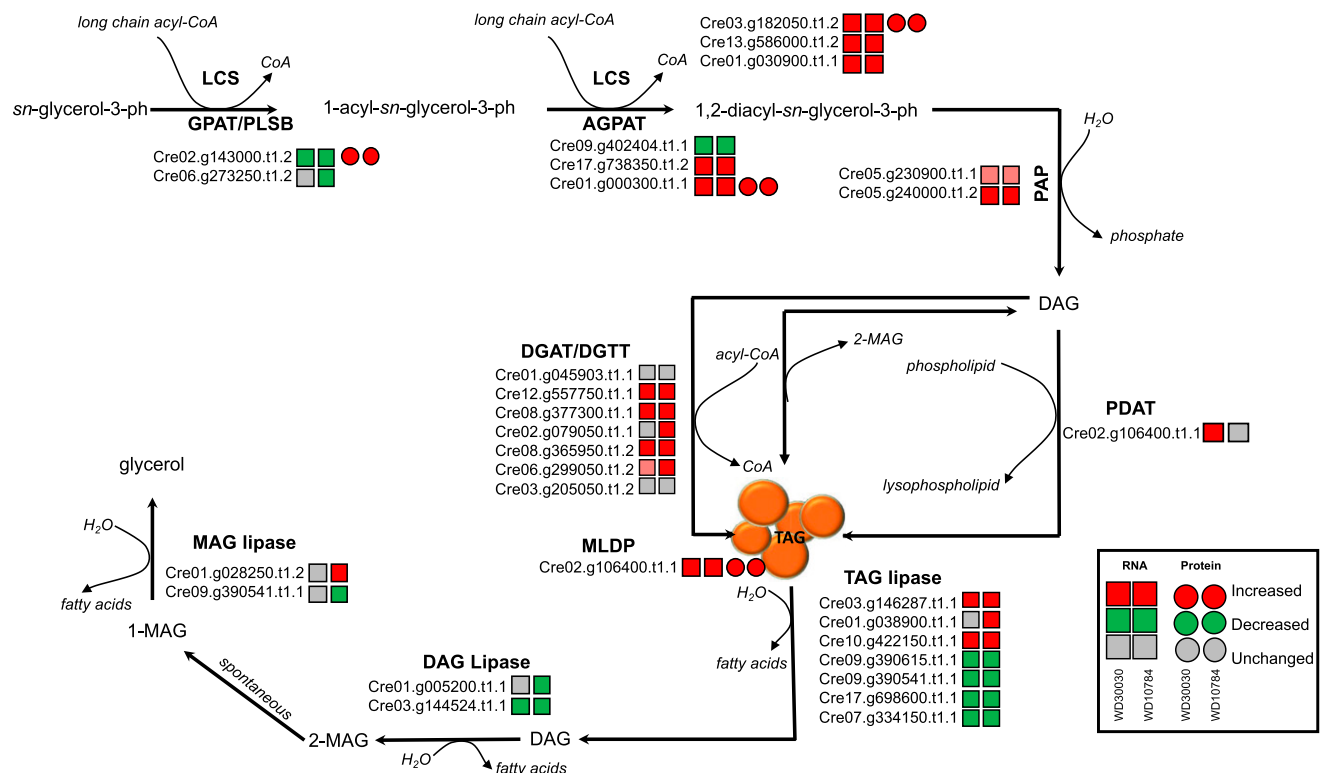 long chain acyl-CoA
CoA
LCS
sn-glycerol-3-ph
GPAT/PLSB
Cre02.g143000.t1.2
Cre06.g273250.t1.2
1-acyl-sn-glycerol-3-ph
long chain acyl-CoA
CoA
LCS
AGPAT
Cre09.g402404.t1.1
Cre17.g738350.t1.2
Cre01.g000300.t1.1
Cre03.g182050.t1.2
Cre13.g586000.t1.2
Cre01.g030900.t1.1
1,2-diacyl-sn-glycerol-3-ph
H2O
PAP
Cre05.g230900.t1.1
Cre05.g240000.t1.2
phosphate
DAG
DGAT/DGTT
Cre01.g045903.t1.1
Cre12.g557750.t1.1
Cre08.g377300.t1.1
Cre02.g079050.t1.1
Cre08.g365950.t1.2
Cre06.g299050.t1.2
Cre03.g205050.t1.2
acyl-CoA
CoA
2-MAG
phospholipid
lysophospholipid
PDAT
Cre02.g106400.t1.1
TAG
MLDP
Cre02.g106400.t1.1
H2O
fatty acids
TAG lipase
Cre03.g146287.t1.1
Cre01.g038900.t1.1
Cre10.g422150.t1.1
Cre09.g390615.t1.1
Cre09.g390541.t1.1
Cre17.g698600.t1.1
Cre07.g334150.t1.1
DAG
DAG Lipase
Cre01.g005200.t1.1
Cre03.g144524.t1.1
H2O
fatty acids
2-MAG
spontaneous
1-MAG
MAG lipase
Cre01.g028250.t1.2
Cre09.g390541.t1.1
H2O
fatty acids
glycerol
RNA
Protein
Increased
Decreased
Unchanged
WD30030
WD10784
WD30030
WD10784